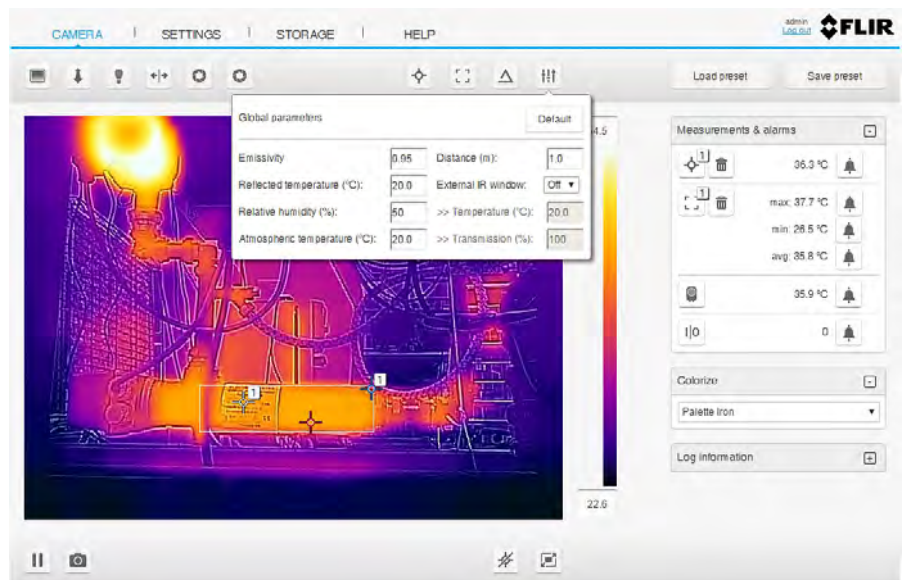 CAMERA
SETTINGS
STORAGE
HELP
admin
Log out
FLIR
Load preset
Save preset
Global parameters
Default
Emissivity 0.95 Distance (m): 1.0
Reflected temperature (°C): 20.0 External IR window: Off
Relative humidity (%): 50 >> Temperature (°C): 20.0
Atmospheric temperature (°C): 20.0 >> Transmission (%): 100
4.5
22.6
1
1
Measurements & alarms
1 36.3 °C
1 max: 37.7 °C
min: 26.5 °C
avg: 35.8 °C
35.9 °C
I|O 0
Colorize
Palette Iron
Log information